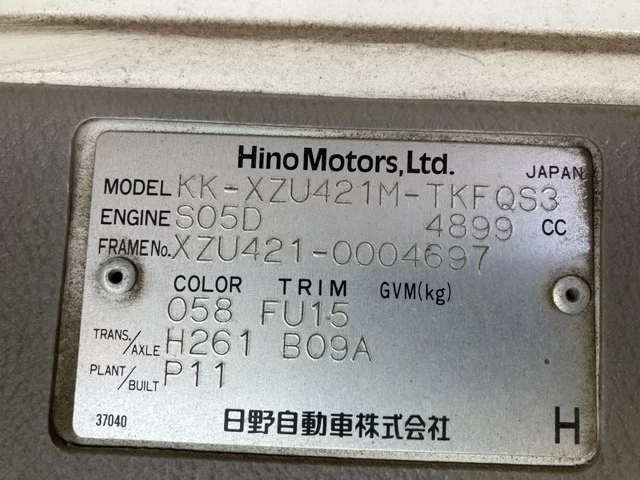 Hino Motors, Ltd.
JAPAN
MODEL KK-XZU421M-TKFQS3
ENGINE S05D 4899 CC
FRAME No. XZU421-0004697
COLOR TRIM GVM(kg)
058 FU15
TRANS./AXLE H261 B09A
PLANT/BUILT P11
37040 日野自動車株式会社 H